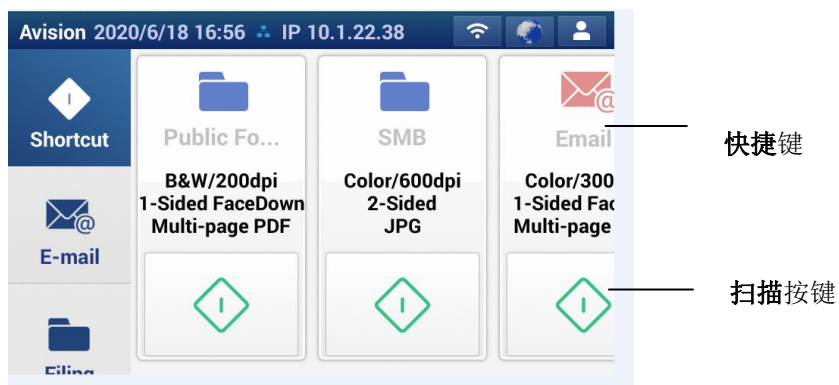 Avision 2020/6/18 16:56 IP 10.1.22.38
Shortcut
E-mail
Filing
Public Fo...
B&W/200dpi
1-Sided FaceDown
Multi-page PDF
SMB
Color/600dpi
2-Sided
JPG
Email
Color/300
1-Sided Fac
Multi-page
快捷键
扫描按键